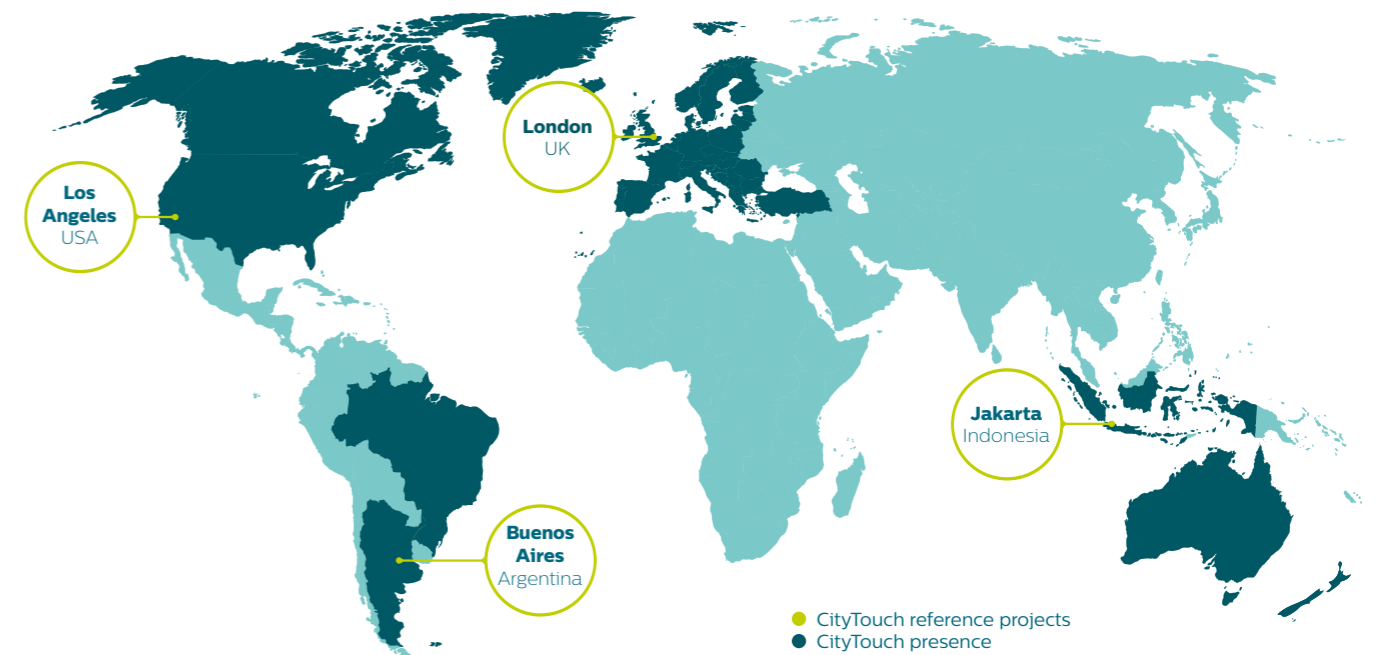 London
UK
Los
Angeles
USA
Jakarta
Indonesia
Buenos
Aires
Argentina
CityTouch reference projects
CityTouch presence